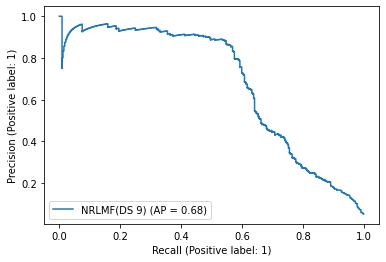 1.0
0.8
0.6
0.4
0.2
Precision (Positive label: 1)
NRLMF(DS 9) (AP = 0.68)
0.0 0.2 0.4 0.6 0.8 1.0
Recall (Positive label: 1)